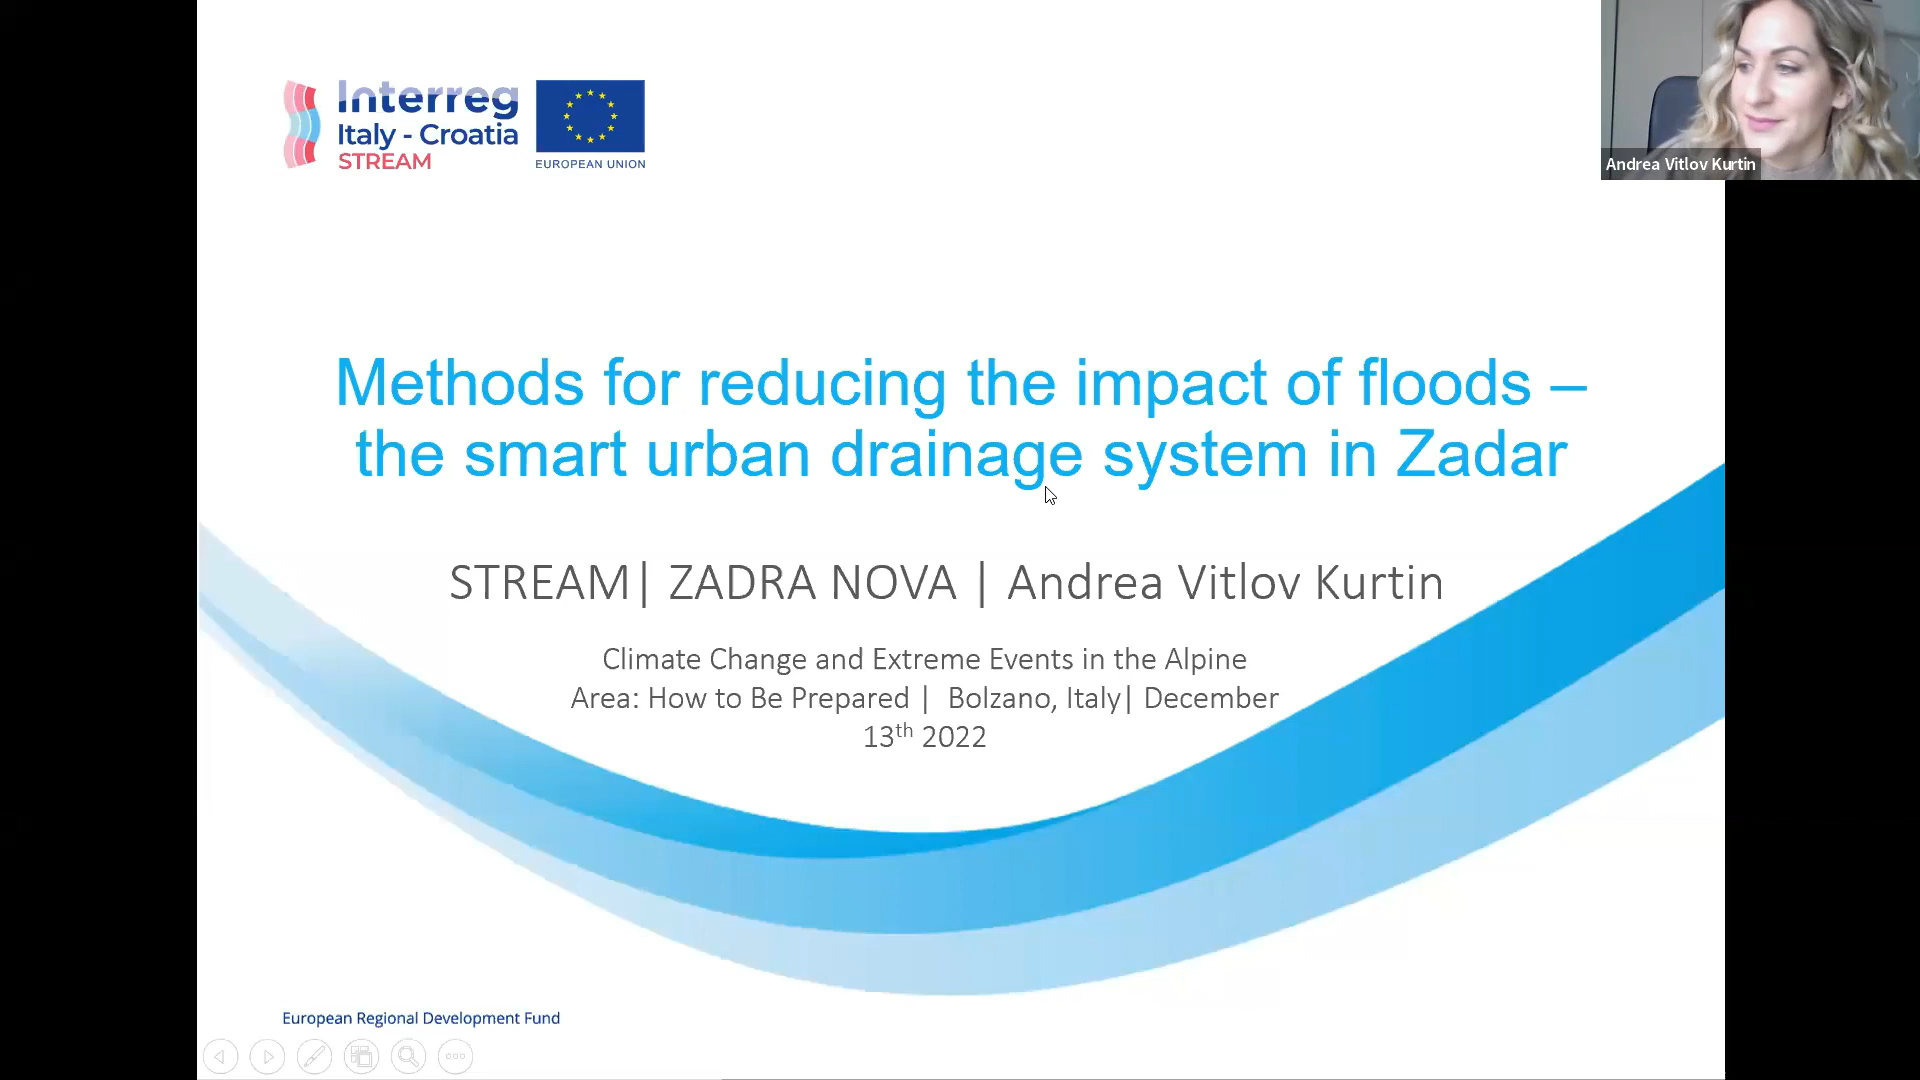 Interreg
Italy - Croatia
STREAM
EUROPEAN UNION
Andrea Vitlov Kurtin
Methods for reducing the impact of floods –
the smart urban drainage system in Zadar
STREAM| ZADRA NOVA | Andrea Vitlov Kurtin
Climate Change and Extreme Events in the Alpine
Area: How to Be Prepared | Bolzano, Italy| December
13th 2022
European Regional Development Fund